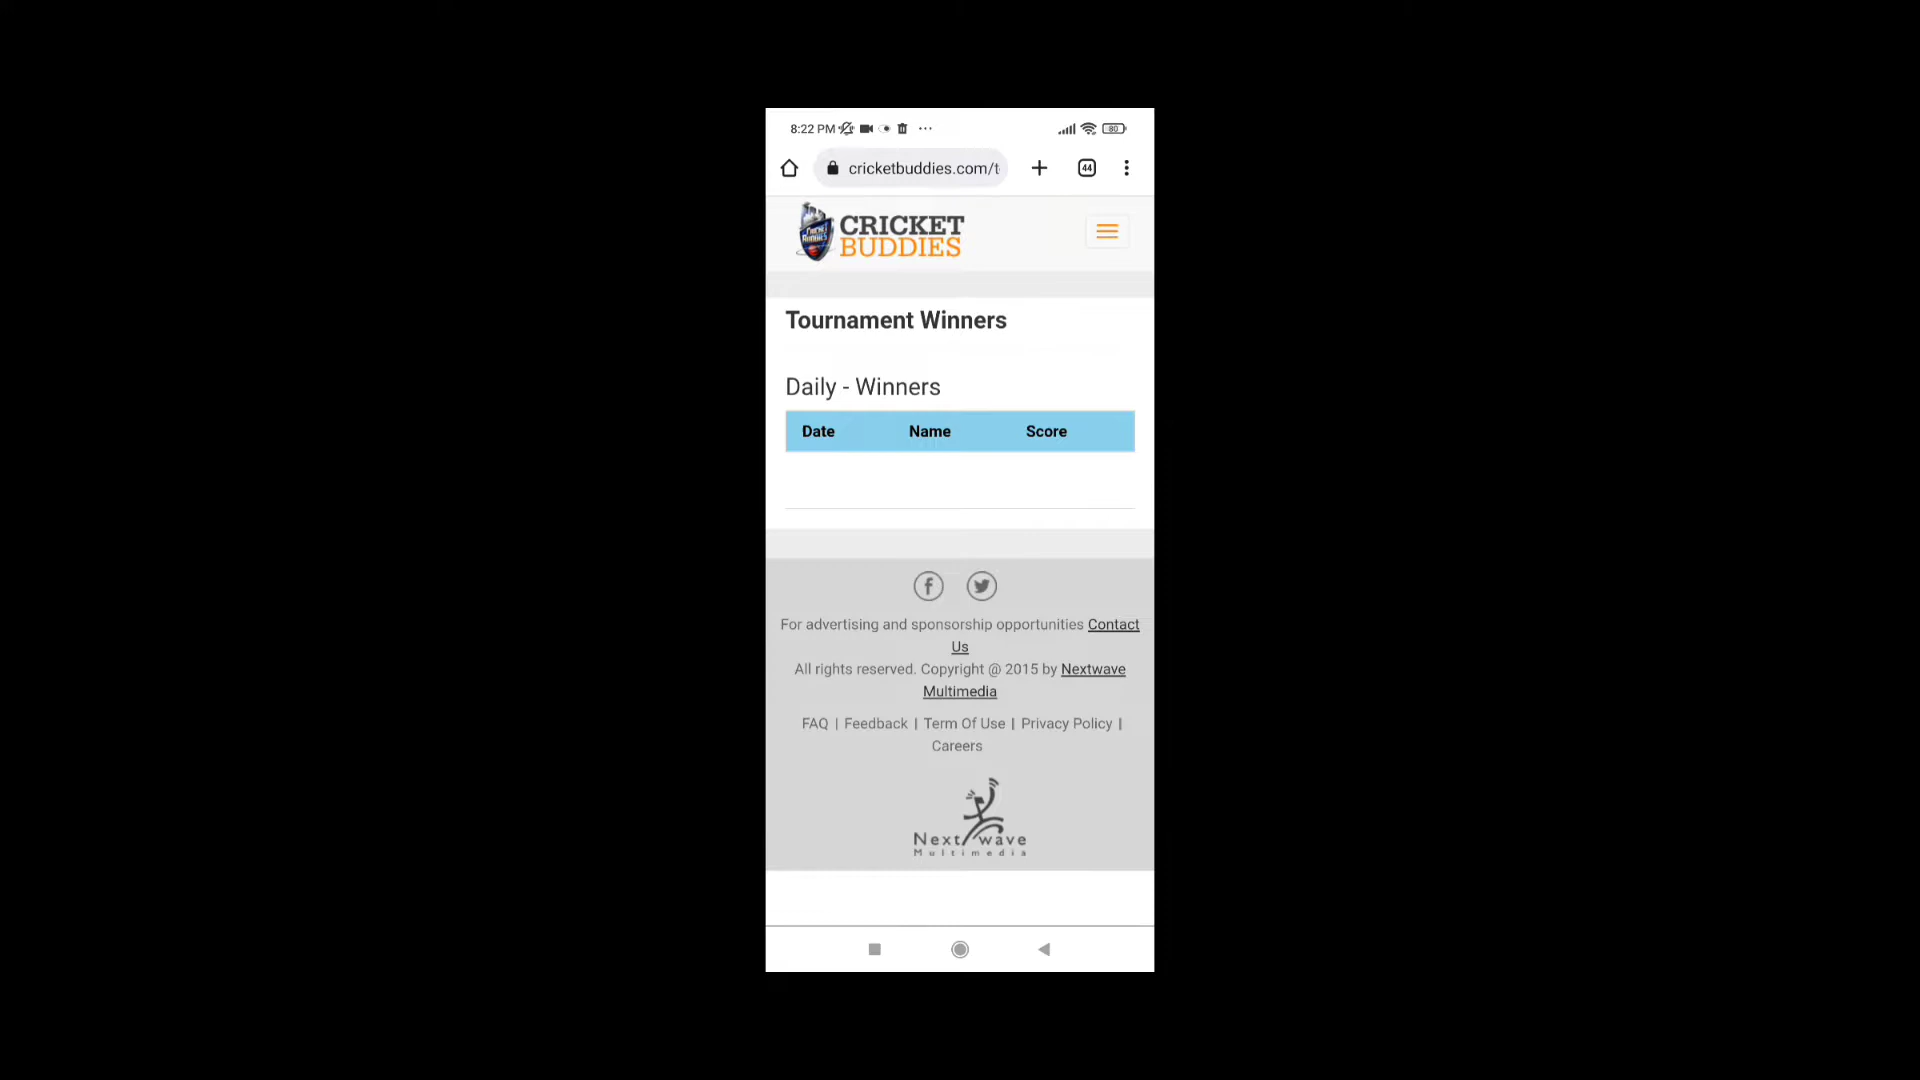 8:22 PM
80
cricketbuddies.com/t
44
CRICKET
BUDDIES
Tournament Winners
Daily - Winners
Date Name Score
For advertising and sponsorship opportunities Contact
Us
All rights reserved. Copyright @ 2015 by Nextwave
Multimedia
FAQ | Feedback | Term Of Use | Privacy Policy |
Careers
Next wave
Multimedia